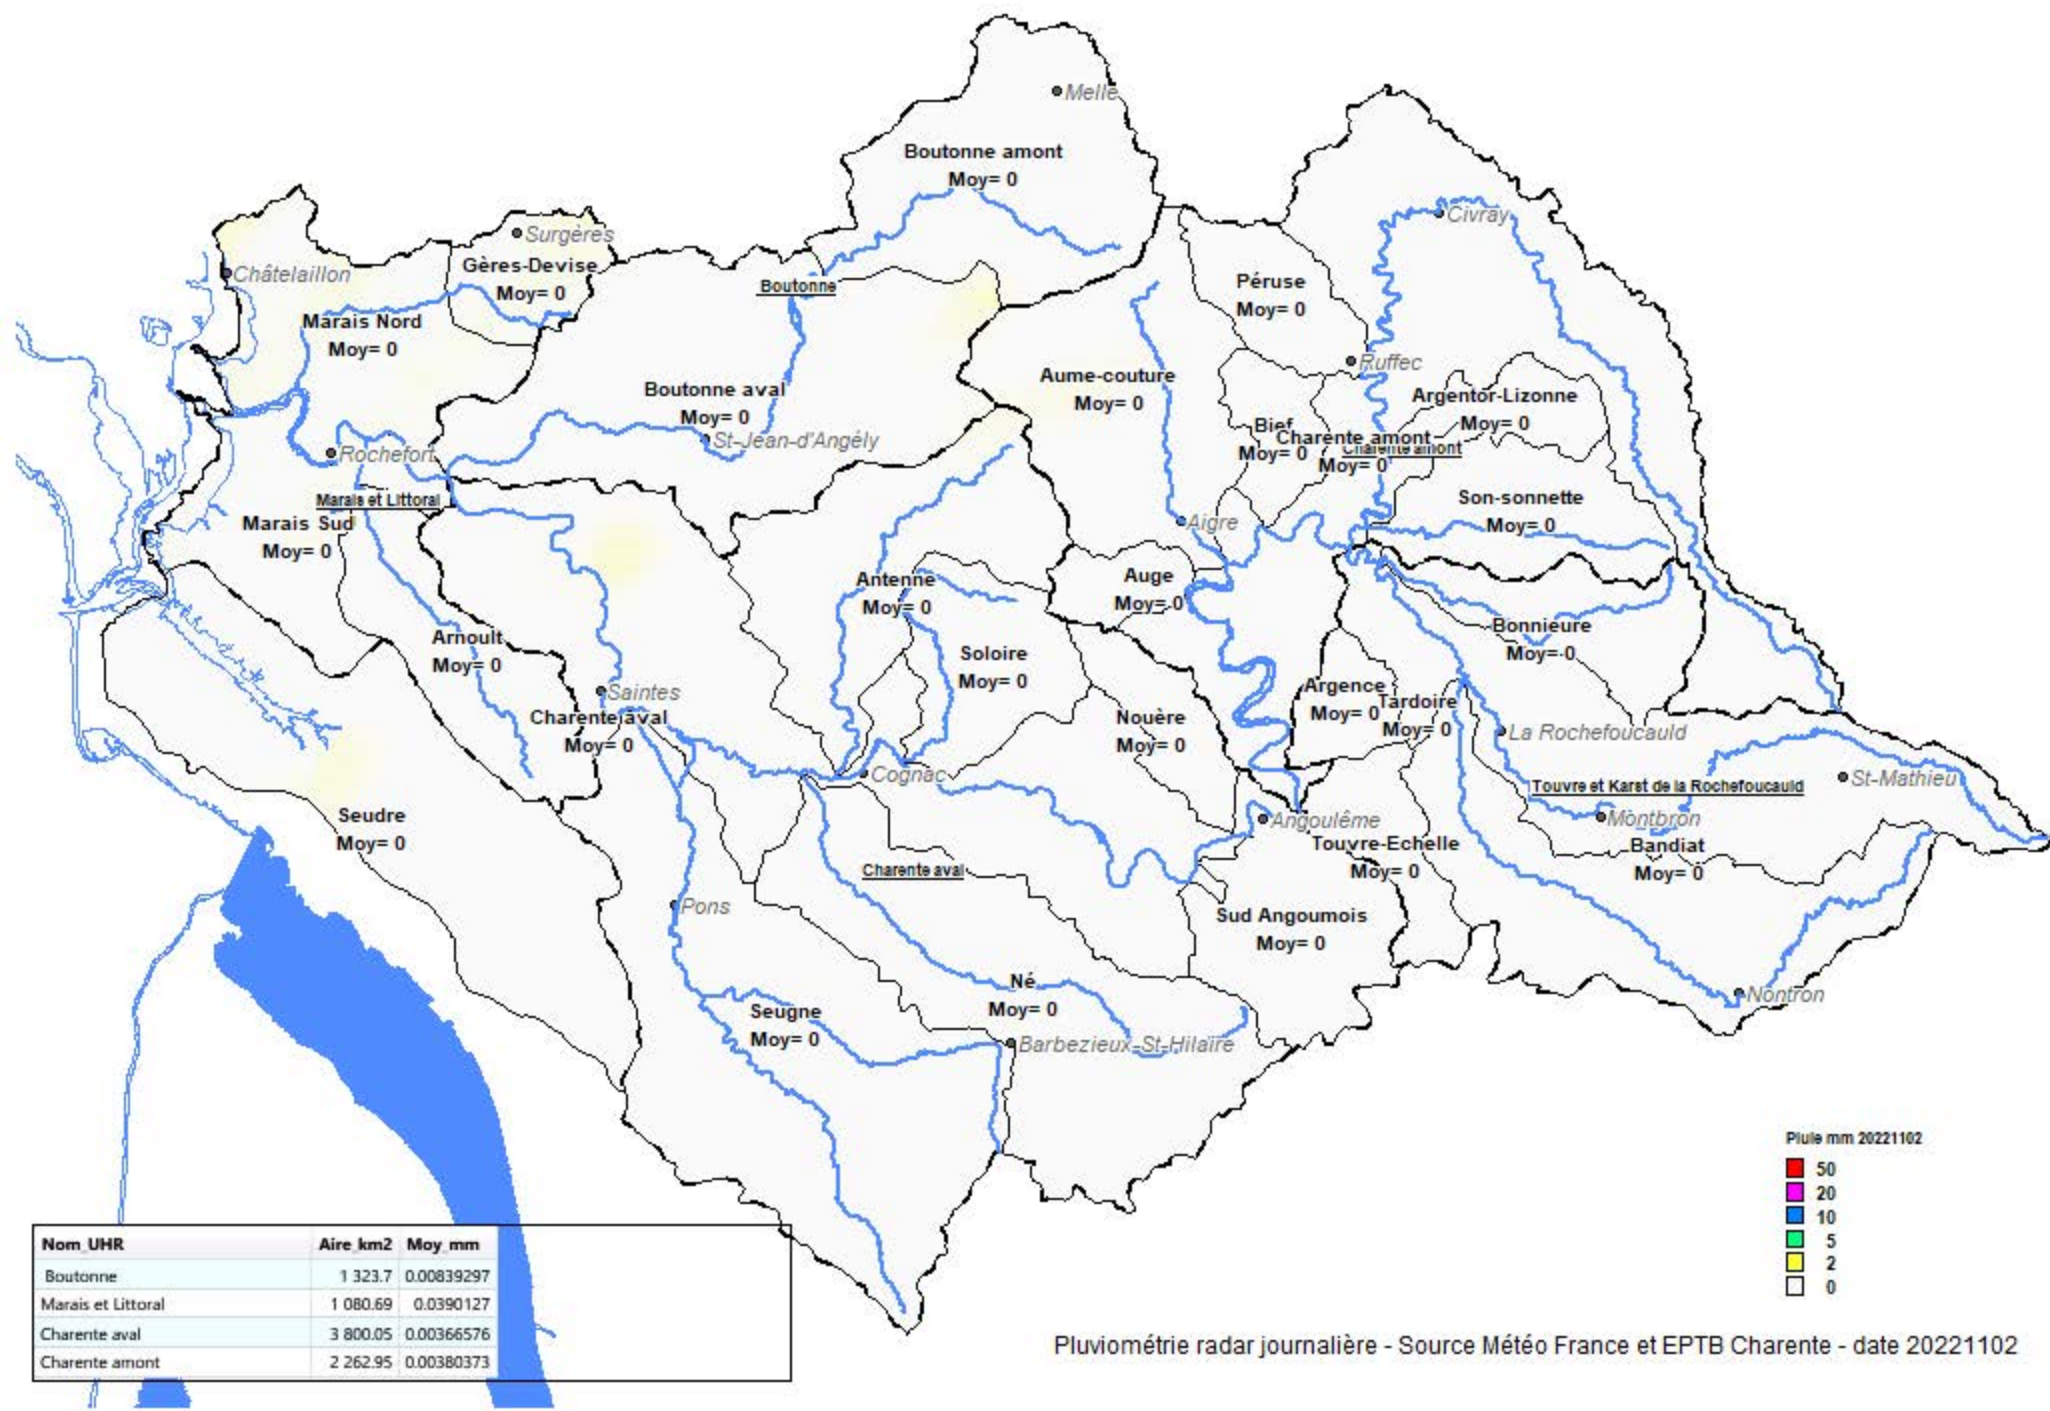 Melle
Boutonne amont
Moy= 0
Civray
Surgères
Châtelaillon
Gères-Devise
Moy= 0
Boutonne
Péruse
Moy= 0
Marais Nord
Moy= 0
Ruffec
Aume-couture
Moy= 0
Boutonne aval
Moy= 0
Argentor-Lizonne
Moy= 0
St-Jean-d'Angély
Bief
Moy= 0
Charente amont
Moy= 0
Charente amont
Rochefort
Marais et Littoral
Marais Sud
Moy= 0
Son-sonnette
Moy= 0
Aigre
Antenne
Moy= 0
Auge
Moy= 0
Bonnieure
Moy= 0
Arnoult
Moy= 0
Soloire
Moy= 0
Saintes
Argence
Moy= 0
Tardoire
Moy= 0
Charente aval
Moy= 0
Nouère
Moy= 0
La Rochefoucauld
Cognac
Touvre et Karst de la Rochefoucauld
St-Mathieu
Seudre
Moy= 0
Angoulême
Montbron
Touvre-Echelle
Moy= 0
Bandiat
Moy= 0
Charente aval
Pons
Sud Angoumois
Moy= 0
Né
Moy= 0
Nontron
Seugne
Moy= 0
Barbezieux-St-Hilaire
Pluie mm 20221102
50
20
10
5
2
0
Nom_UHR Aire_km2 Moy_mm
Boutonne 1 323.7 0.00839297
Marais et Littoral 1 080.69 0.0390127
Charente aval 3 800.05 0.00366576
Charente amont 2 262.95 0.00380373
Pluviométrie radar journalière - Source Météo France et EPTB Charente - date 20221102